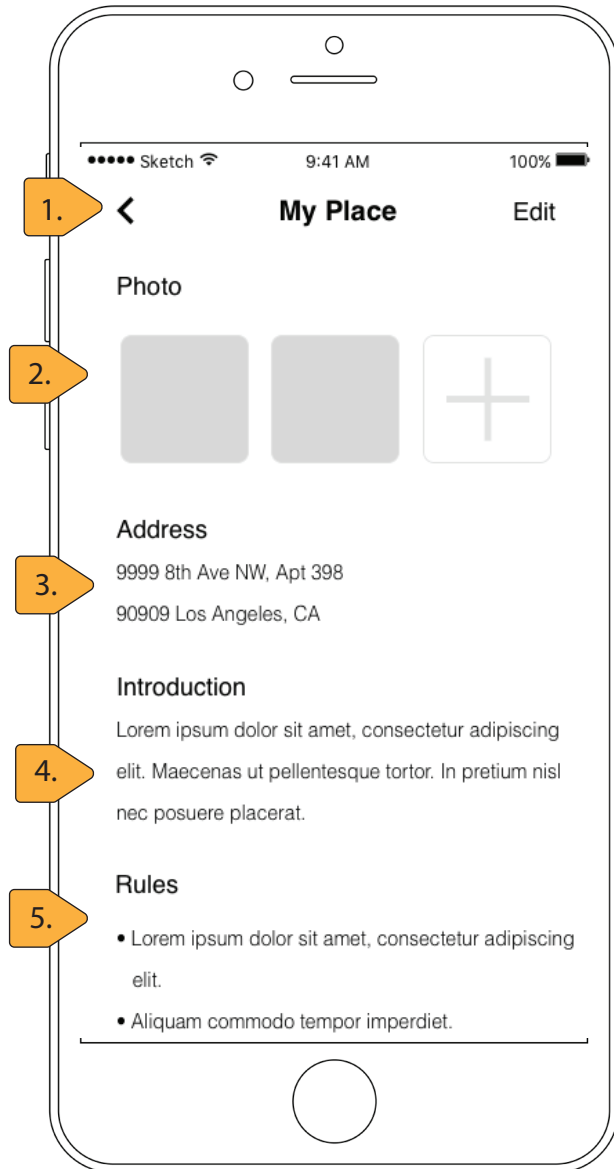 ●●●●● Sketch 9:41 AM 100%
1. My Place Edit
Photo
2.
Address
9999 8th Ave NW, Apt 398
3.
90909 Los Angeles, CA
Introduction
Lorem ipsum dolor sit amet, consectetur adipiscing
4. elit. Maecenas ut pellentesque tortor. In pretium nisl
nec posuere placerat.
Rules
5.
• Lorem ipsum dolor sit amet, consectetur adipiscing
elit.
• Aliquam commodo tempor imperdiet.